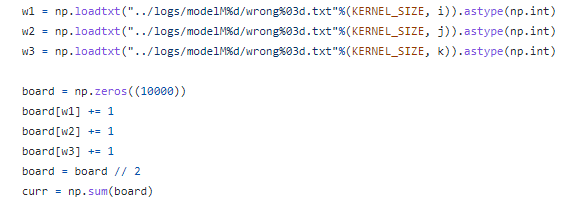 w1 = np.loadtxt("../logs/modelM%d/wrong%03d.txt"%(KERNEL_SIZE, i)).astype(np.int)
w2 = np.loadtxt("../logs/modelM%d/wrong%03d.txt"%(KERNEL_SIZE, j)).astype(np.int)
w3 = np.loadtxt("../logs/modelM%d/wrong%03d.txt"%(KERNEL_SIZE, k)).astype(np.int)
board = np.zeros((10000))
board[w1] += 1
board[w2] += 1
board[w3] += 1
board = board // 2
curr = np.sum(board)